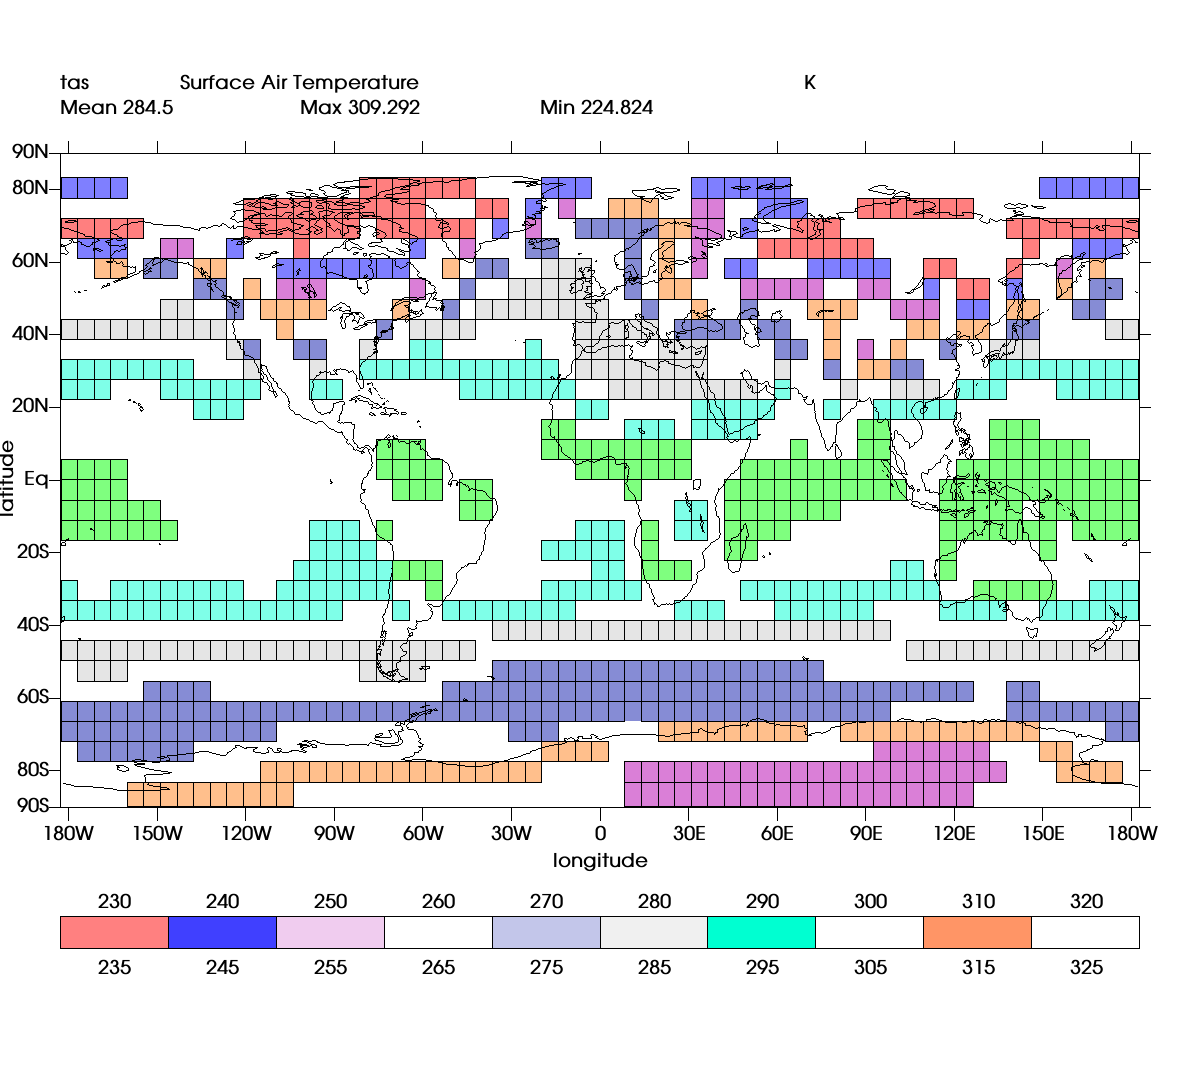 tas Surface Air Temperature K
Mean 284.5 Max 309.292 Min 224.824
90N
80N
60N
40N
20N
Eq
20S
40S
60S
80S
90S
latitude
180W 150W 120W 90W 60W 30W 0 30E 60E 90E 120E 150E 180W
longitude
230 240 250 260 270 280 290 300 310 320
235 245 255 265 275 285 295 305 315 325